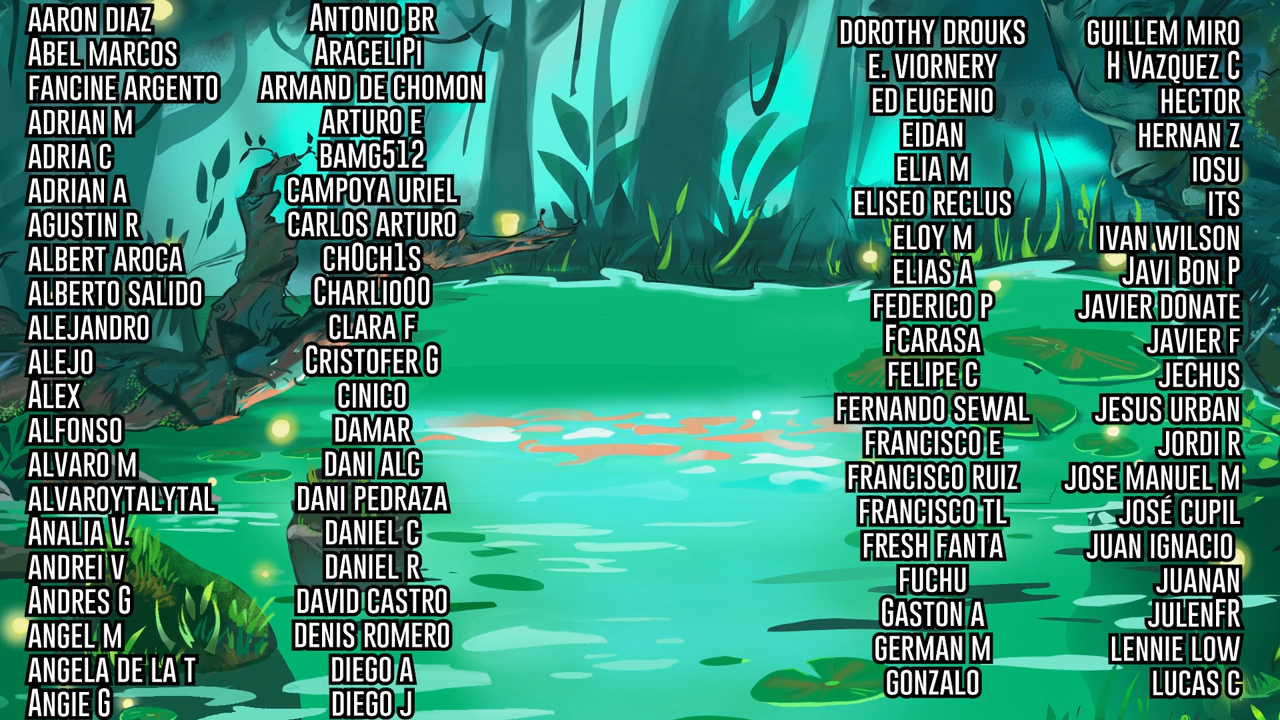 AARON DIAZ
ABEL MARCOS
FANCINE ARGENTO
ADRIAN M
ADRIA C
ADRIAN A
AGUSTIN R
ALBERT AROCA
ALBERTO SALIDO
ALEJANDRO
ALEJO
ALEX
ALFONSO
ALVARO M
ALVAROYTALYTAL
ANALIA V.
ANDREI V
ANDRES G
ANGEL M
ANGELA DE LA T
ANGIE G
ANTONIO BR
ARACELIPI
ARMAND DE CHOMON
ARTURO E
BAMG512
CAMPOYA URIEL
CARLOS ARTURO
CH0CH1S
CHARLIO00
CLARA F
CRISTOFER G
CINICO
DAMAR
DANI ALC
DANI PEDRAZA
DANIEL C
DANIEL R
DAVID CASTRO
DENIS ROMERO
DIEGO A
DIEGO J
DOROTHY DROUKS
E. VIORNERY
ED EUGENIO
EIDAN
ELIA M
ELISEO RECLUS
ELOY M
ELIAS A
FEDERICO P
FCARASA
FELIPE C
FERNANDO SEWAL
FRANCISCO E
FRANCISCO RUIZ
FRANCISCO TL
FRESH FANTA
FUCHU
GASTON A
GERMAN M
GONZALO
GUILLEM MIRO
H VAZQUEZ C
HECTOR
HERNAN Z
IOSU
ITS
IVAN WILSON
JAVI BON P
JAVIER DONATE
JAVIER F
JECHUS
JESUS URBAN
JORDI R
JOSE MANUEL M
JOSÉ CUPIL
JUAN IGNACIO
JUANAN
JULENFR
LENNIE LOW
LUCAS C